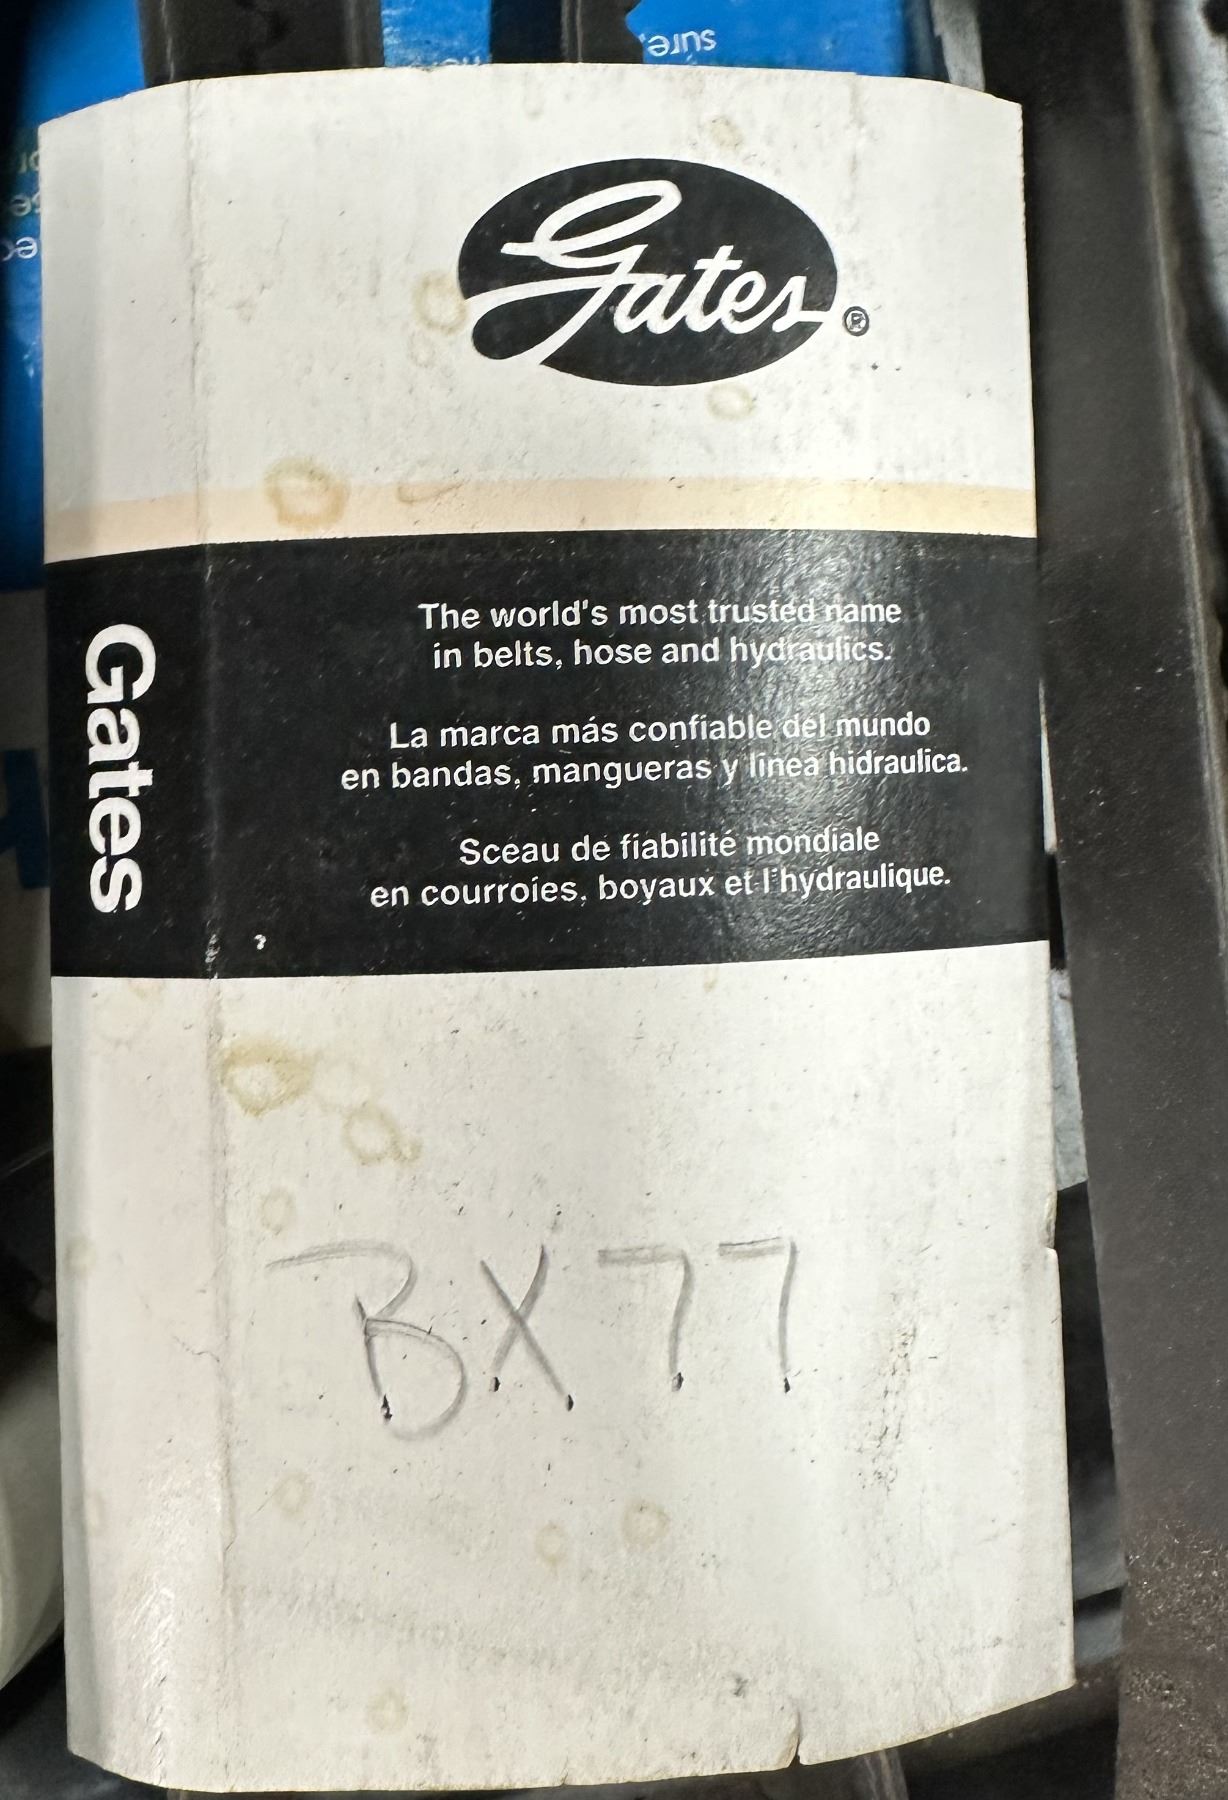 sure,
Gates®
The world's most trusted name
in belts, hose and hydraulics.
La marca más confiable del mundo
en bandas, mangueras y linea hidraulica.
Sceau de fiabilité mondiale
en courroies, boyaux et l'hydraulique.
Gates
BX77